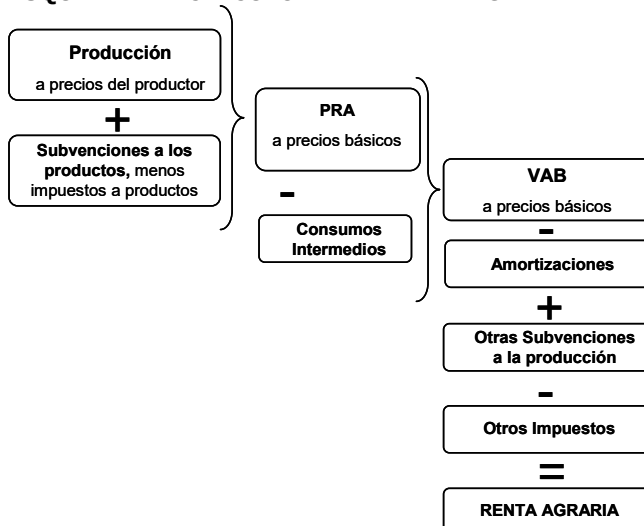 Producción
a precios del productor
+
Subvenciones a los
productos, menos
impuestos a productos
PRA
a precios básicos
-
Consumos
Intermedios
VAB
a precios básicos
-
Amortizaciones
+
Otras Subvenciones
a la producción
-
Otros Impuestos
=
RENTA AGRARIA